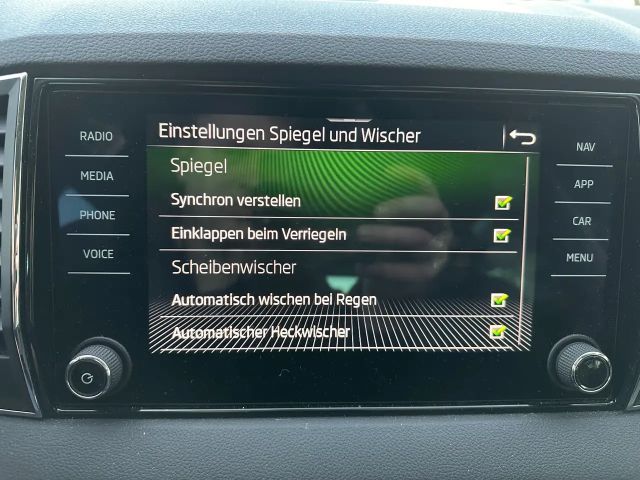 RADIO
MEDIA
PHONE
VOICE
Einstellungen Spiegel und Wischer
Spiegel
Synchron verstellen
Einklappen beim Verriegeln
Scheibenwischer
Automatisch wischen bei Regen
Automatischer Heckwischer
NAV
APP
CAR
MENU